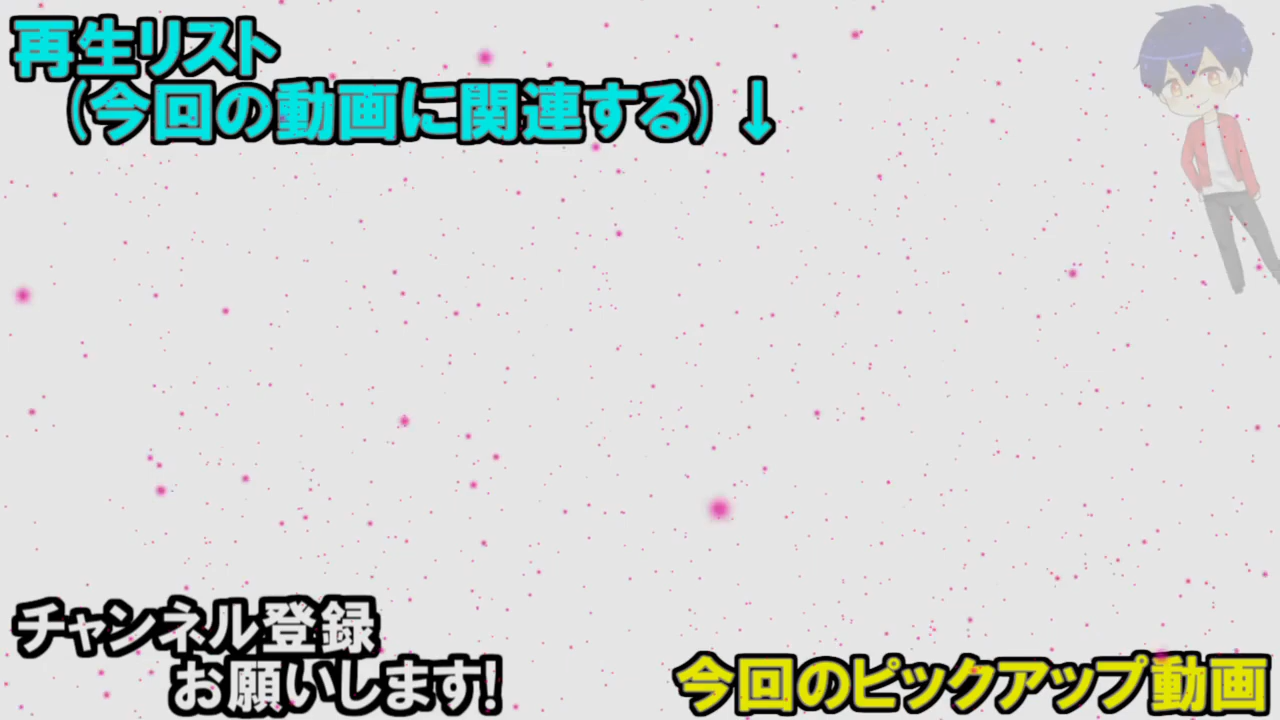 再生リスト
（今回の動画に関連する）↓
チャンネル登録
お願いします!
今回のピックアップ動画